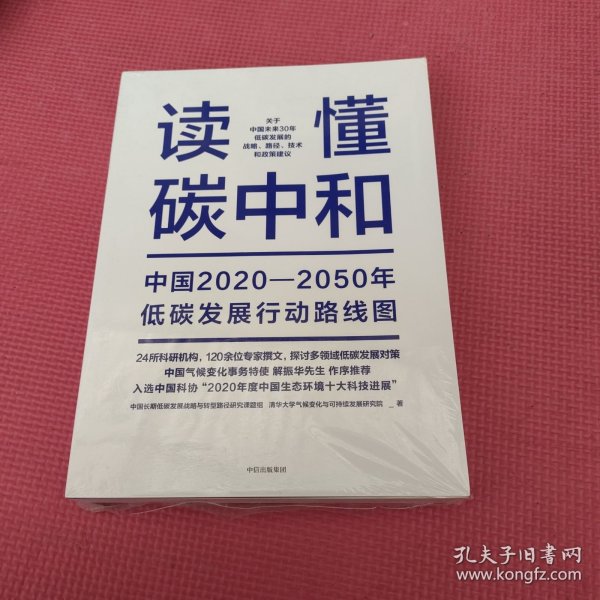 读懂
关于
中国未来30年
低碳发展的
战略、路径、技术
和政策建议
碳中和
中国2020—2050年
低碳发展行动路线图
24所科研机构，120余位专家撰文，探讨多领域低碳发展对策
中国气候变化事务特使 解振华先生 作序推荐
入选中国科协“2020年度中国生态环境十大科技进展”
中国长期低碳发展战略与转型路径研究课题组 清华大学气候变化与可持续发展研究院 _著
中信出版集团
孔夫子旧书网
www.kongfz.com